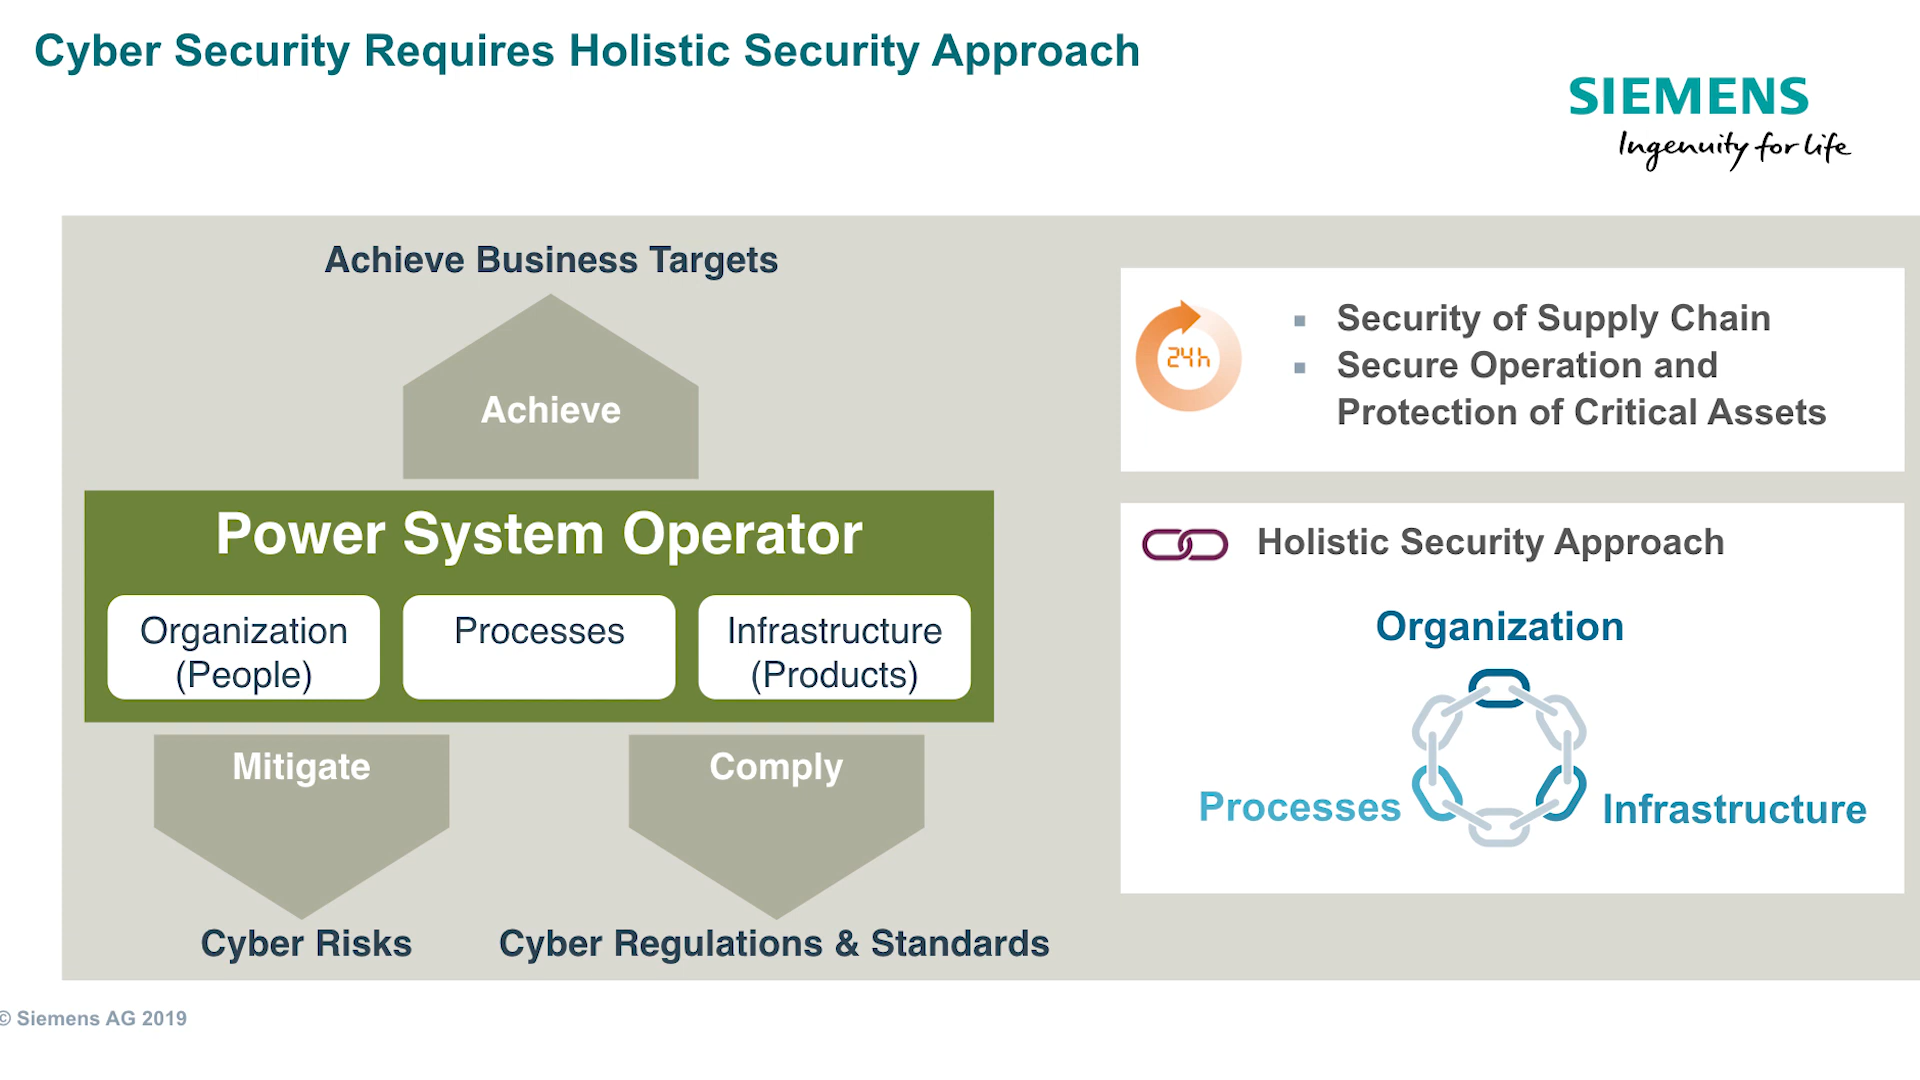 Cyber Security Requires Holistic Security Approach
SIEMENS
Ingenuity for life
Achieve Business Targets
Achieve
Power System Operator
Organization
(People)
Processes
Infrastructure
(Products)
Mitigate
Comply
Cyber Risks
Cyber Regulations & Standards
24h
▪ Security of Supply Chain
▪ Secure Operation and
Protection of Critical Assets
Holistic Security Approach
Organization
Processes
Infrastructure
© Siemens AG 2019